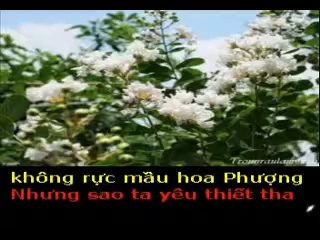 không rực mầu hoa Phượng
Nhưng sao ta yêu thiết tha